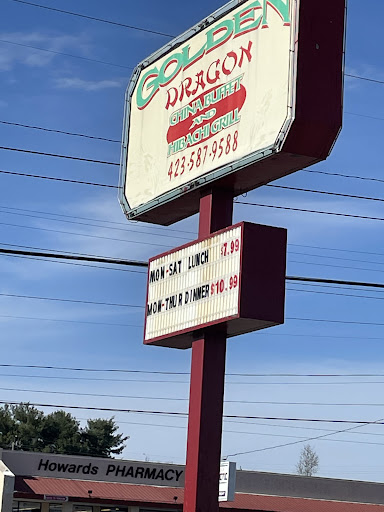 GOLDEN
DRAGON
CHINA BUFFET
AND
HIBACHI GRILL
423-587-9588
MON-SAT LUNCH $7.99
MON-THUR DINNER $10.99
Howards PHARMACY